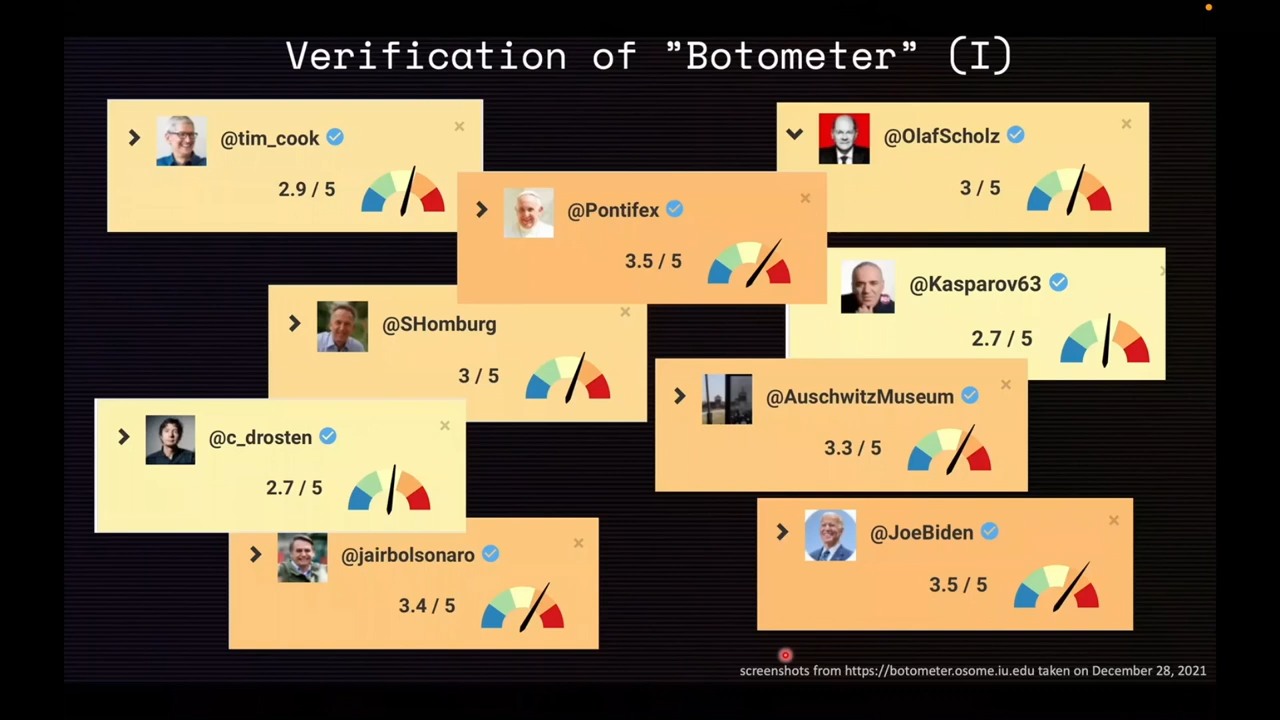 Verification of "Botometer" (I)
@tim_cook
2.9 / 5
@OlafScholz
3 / 5
@Pontifex
3.5 / 5
@Kasparov63
2.7 / 5
@SHomburg
3 / 5
@AuschwitzMuseum
3.3 / 5
@c_drosten
2.7 / 5
@jairbolsonaro
3.4 / 5
@JoeBiden
3.5 / 5
screenshots from https://botometer.osome.iu.edu taken on December 28, 2021